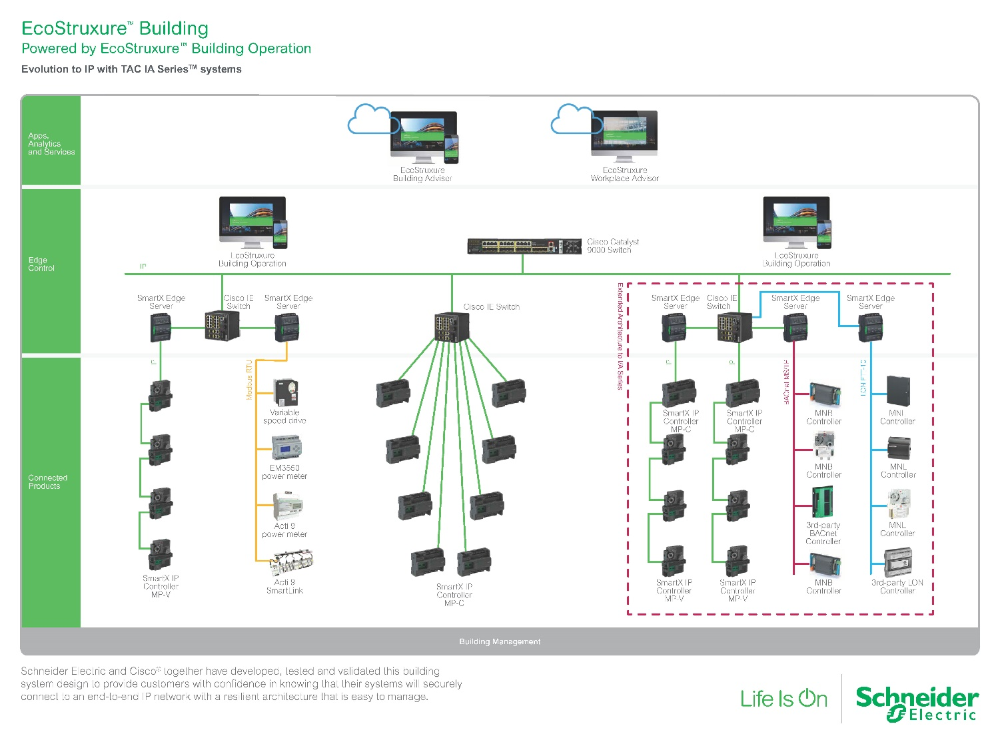 EcoStruxure™ Building
Powered by EcoStruxure™ Building Operation
Evolution to IP with TAC IA Series™ systems
Apps,
Analytics
and Services
EcoStruxure
Building Advisor
EcoStruxure
Workplace Advisor
Edge
Control
EcoStruxure
Building Operation
Cisco Catalyst
9000 Switch
EcoStruxure
Building Operation
IP
SmartX Edge
Server
Cisco IE
Switch
SmartX Edge
Server
Cisco IE Switch
Extended Architecture to I/A Series
SmartX Edge
Server
Cisco IE
Switch
SmartX Edge
Server
SmartX Edge
Server
Connected
Products
IP
Modbus RTU
IP
IP
BACnet MS/TP
LON FTT-10
Variable
speed drive
EM3550
power meter
Acti 9
power meter
Acti 9
SmartLink
SmartX IP
Controller
MP-V
SmartX IP
Controller
MP-C
SmartX IP
Controller
MP-C
SmartX IP
Controller
MP-C
MNB
Controller
MNL
Controller
MNB
Controller
MNL
Controller
3rd-party
BACnet
Controller
MNL
Controller
SmartX IP
Controller
MP-V
SmartX IP
Controller
MP-V
MNB
Controller
3rd-party LON
Controller
Building Management
Schneider Electric and Cisco® together have developed, tested and validated this building
system design to provide customers with confidence in knowing that their systems will securely
connect to an end-to-end IP network with a resilient architecture that is easy to manage.
Life Is On
Schneider
Electric